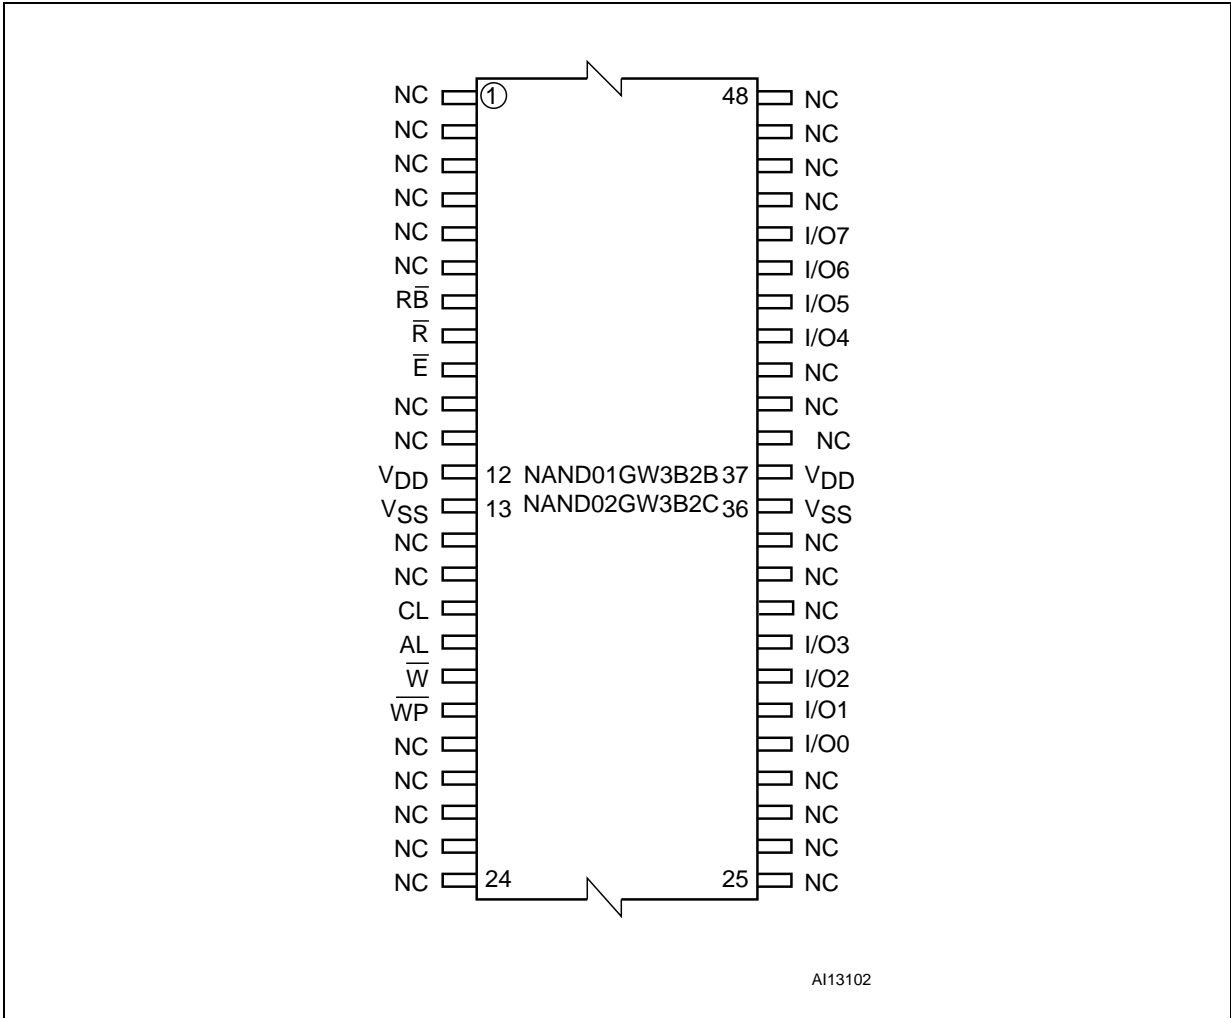 NC 1 48 NC
NC NC
NC NC
NC NC
NC I/O7
NC I/O6
RB̅ I/O5
R̅ I/O4
E̅ NC
NC NC
NC NC
VDD 12 NAND01GW3B2B 37 VDD
VSS 13 NAND02GW3B2C 36 VSS
NC NC
NC NC
CL NC
AL I/O3
W̅ I/O2
W̅P̅ I/O1
NC I/O0
NC NC
NC NC
NC NC
NC 24 25 NC
AI13102